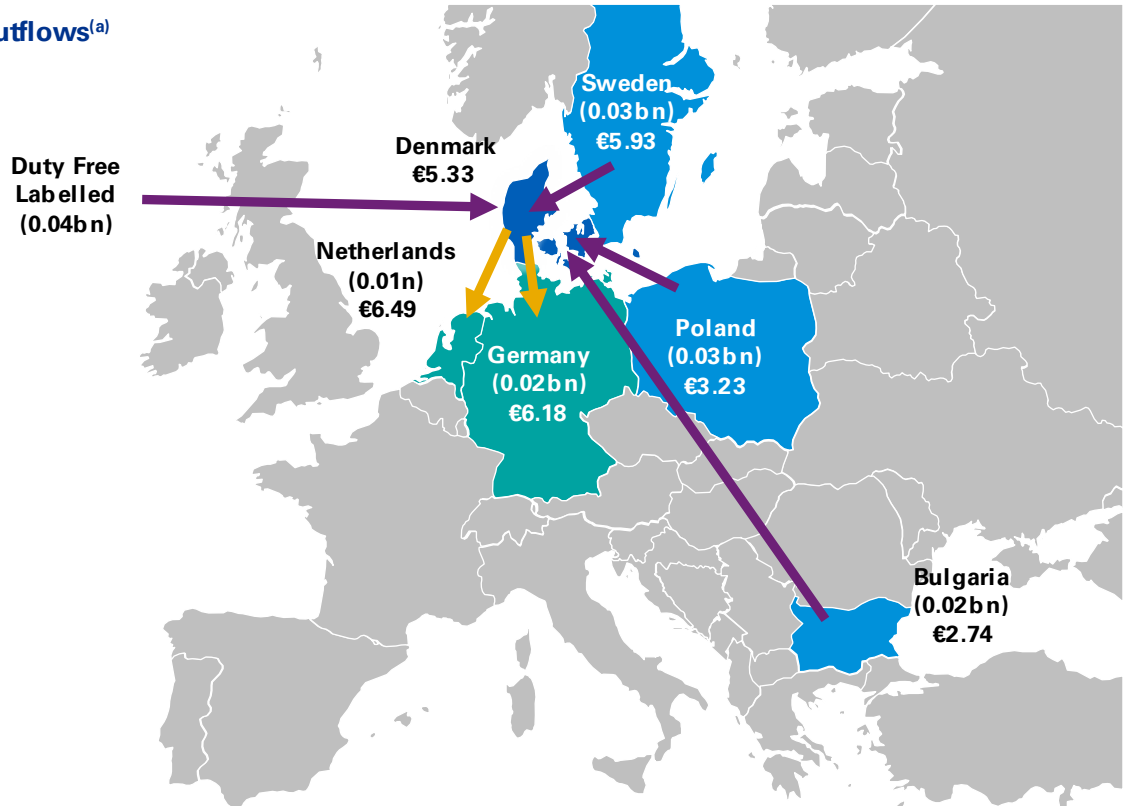 utflows(a)
Sweden
(0.03bn)
€5.93
Denmark
€5.33
Duty Free
Labelled
(0.04bn)
Netherlands
(0.01n)
€6.49
Germany
(0.02bn)
€6.18
Poland
(0.03bn)
€3.23
Bulgaria
(0.02bn)
€2.74